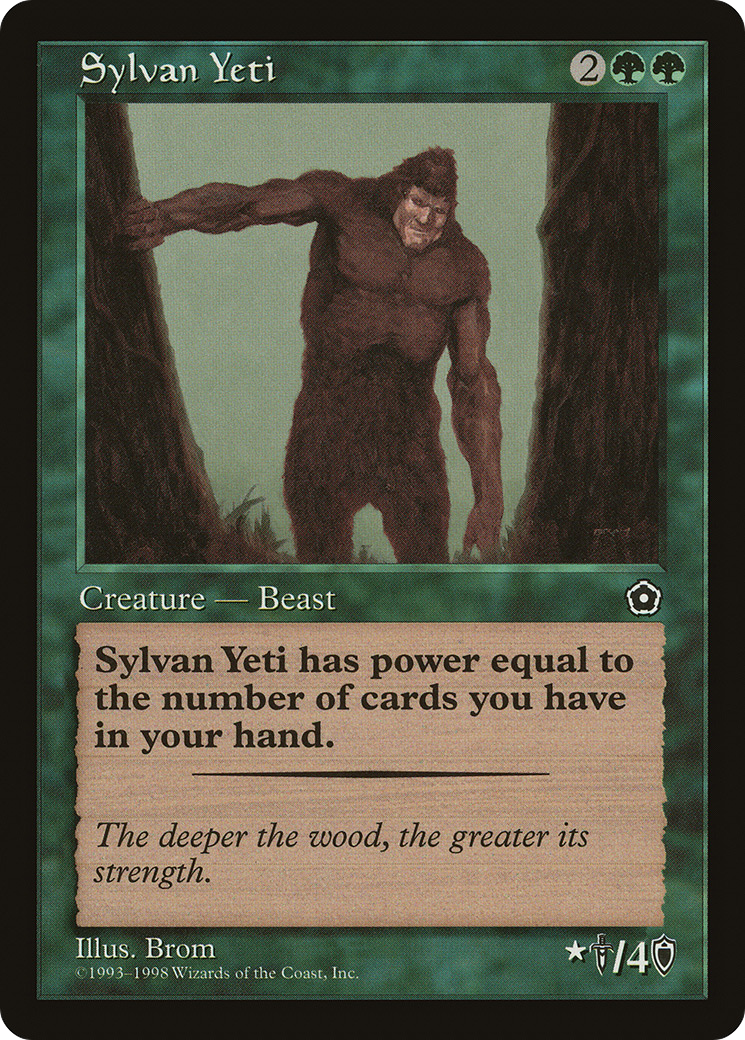 Sylvan Yeti 2
Creature — Beast
Sylvan Yeti has power equal to
the number of cards you have
in your hand.
The deeper the wood, the greater its
strength.
Illus. Brom
©1993–1998 Wizards of the Coast, Inc.
★/4